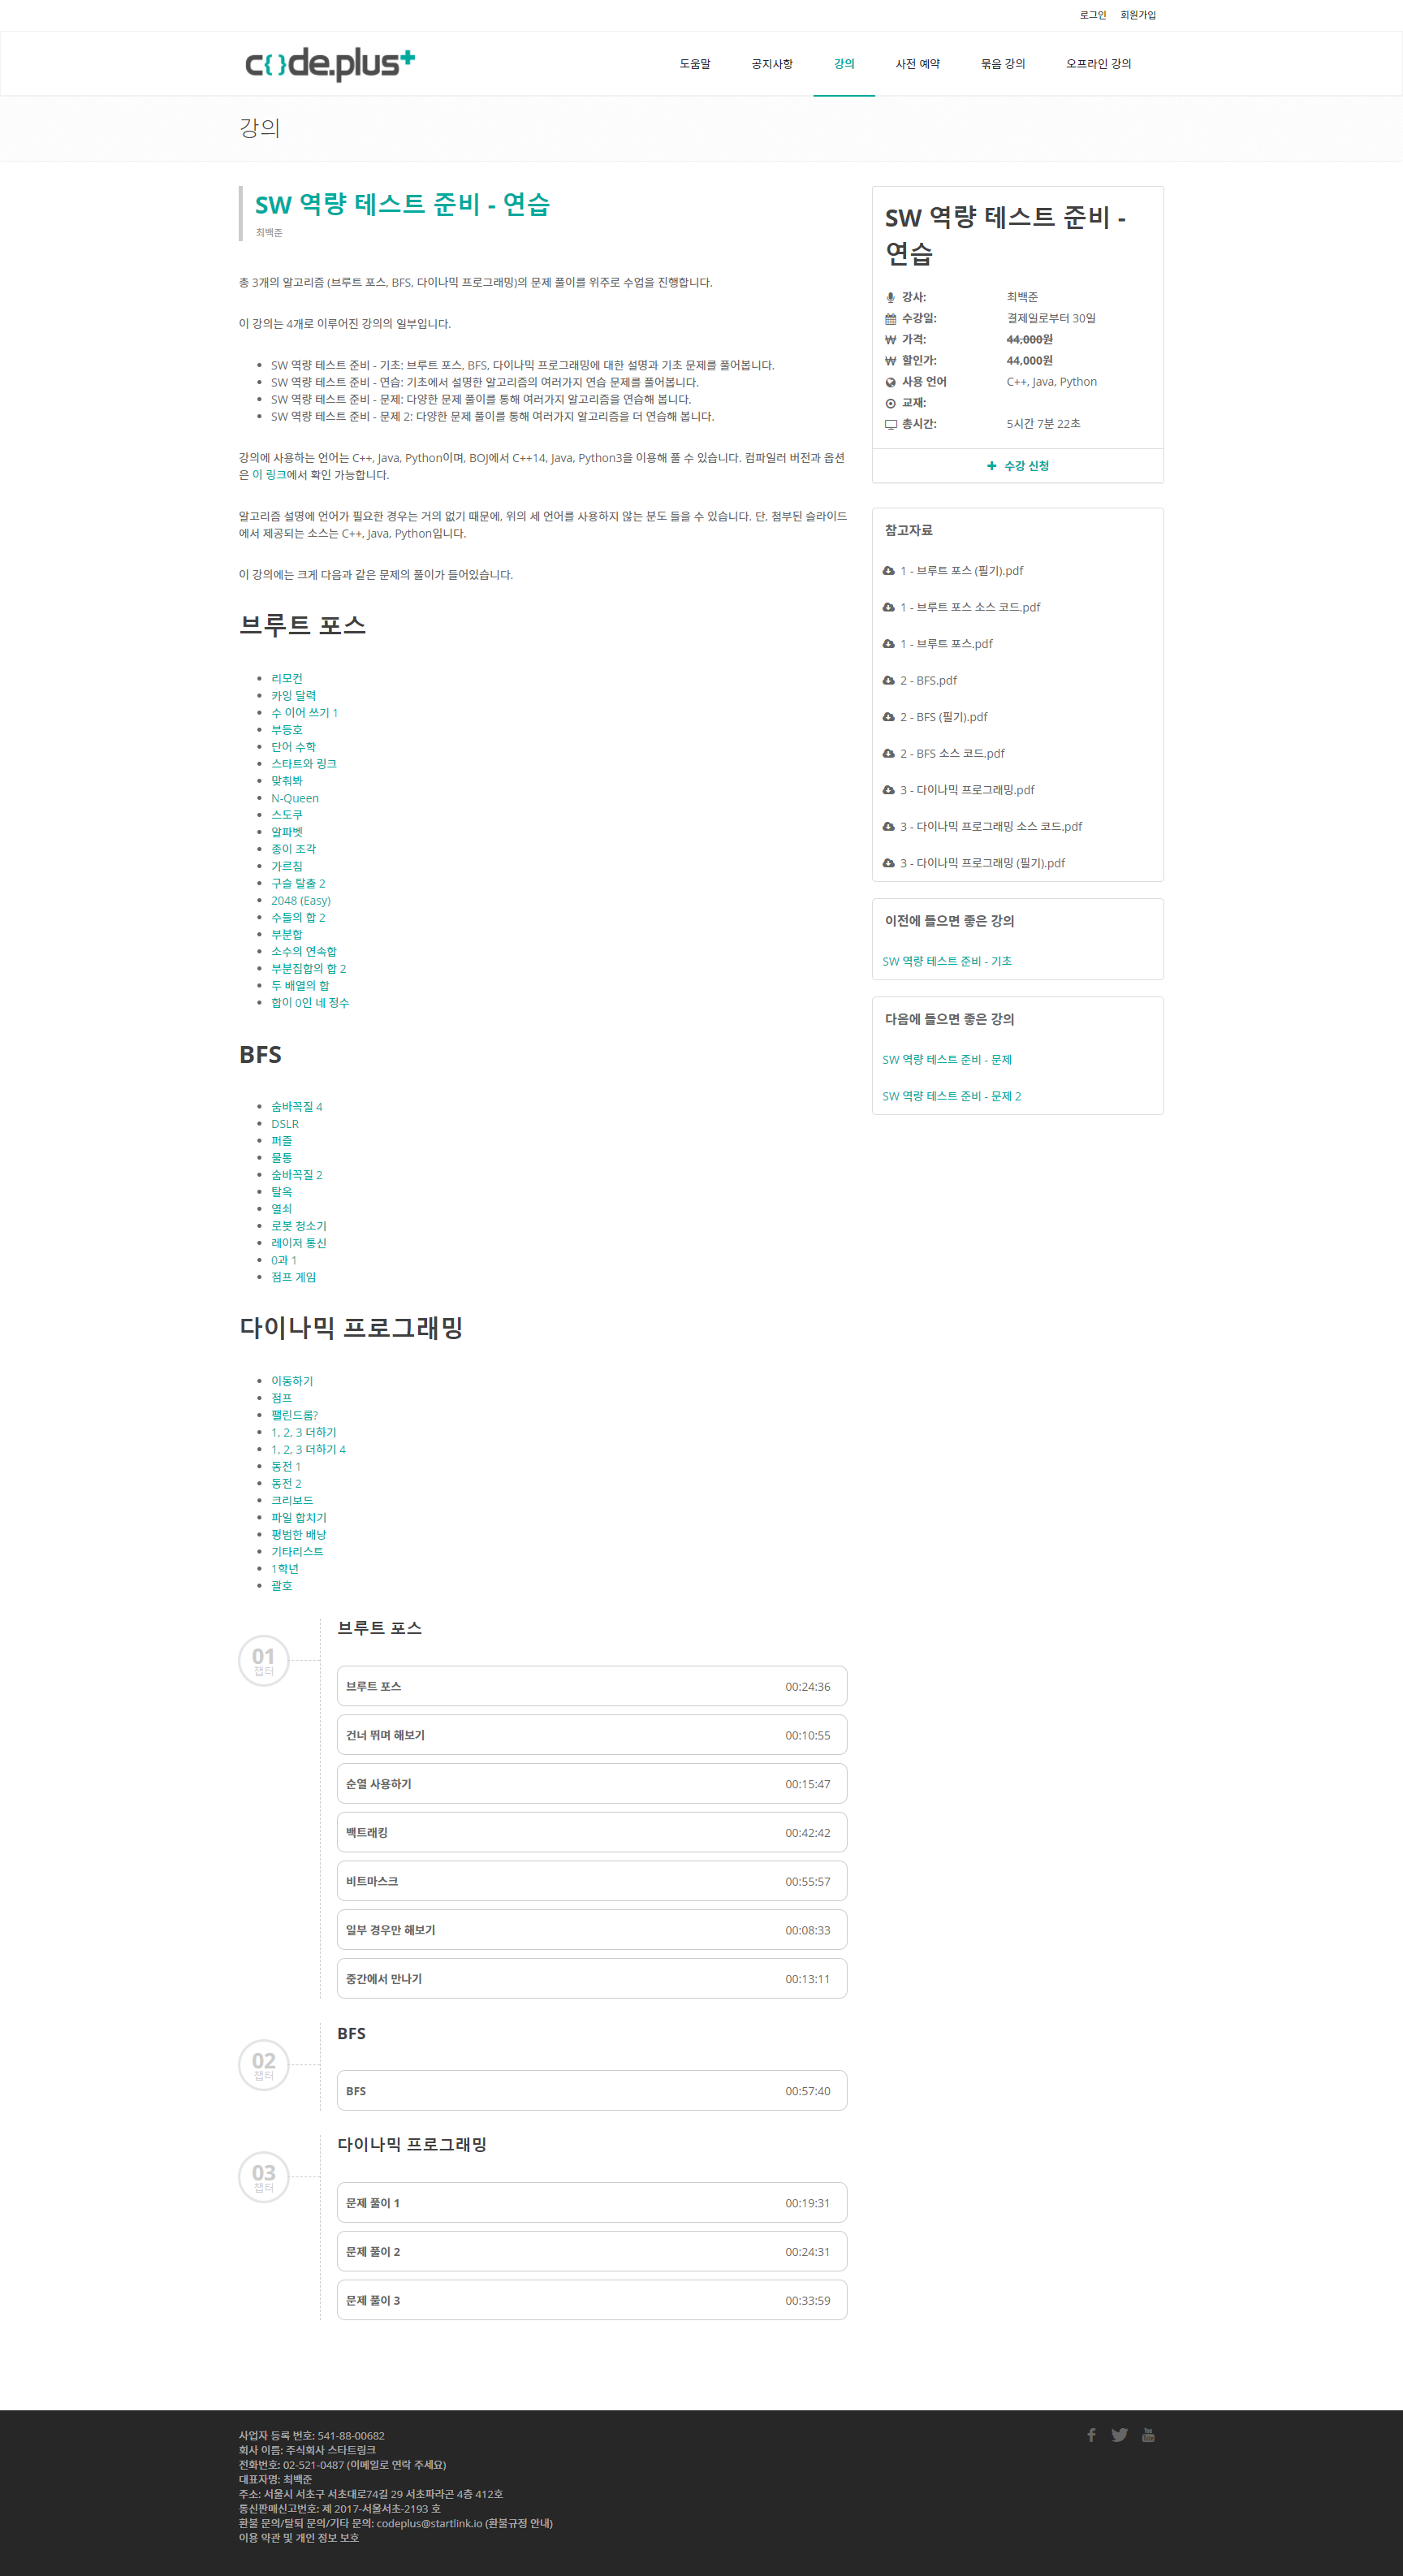 로그인 회원가입
c{}de.plus+
도움말 공지사항 강의 사전 예약 묶음 강의 오프라인 강의
강의
SW 역량 테스트 준비 - 연습
최백준
총 3개의 알고리즘 (브루트 포스, BFS, 다이나믹 프로그래밍)의 문제 풀이를 위주로 수업을 진행합니다.
이 강의는 4개로 이루어진 강의의 일부입니다.
SW 역량 테스트 준비 - 기초: 브루트 포스, BFS, 다이나믹 프로그래밍에 대한 설명과 기초 문제를 풀어봅니다.
SW 역량 테스트 준비 - 연습: 기초에서 설명한 알고리즘의 여러가지 연습 문제를 풀어봅니다.
SW 역량 테스트 준비 - 문제: 다양한 문제 풀이를 통해 여러가지 알고리즘을 연습해 봅니다.
SW 역량 테스트 준비 - 문제 2: 다양한 문제 풀이를 통해 여러가지 알고리즘을 더 연습해 봅니다.
강의에 사용하는 언어는 C++, Java, Python이며, BOJ에서 C++14, Java, Python3을 이용해 풀 수 있습니다. 컴파일러 버전과 옵션
은 이 링크에서 확인 가능합니다.
알고리즘 설명에 언어가 필요한 경우는 거의 없기 때문에, 위의 세 언어를 사용하지 않는 분도 들을 수 있습니다. 단, 첨부된 슬라이드
에서 제공되는 소스는 C++, Java, Python입니다.
이 강의에는 크게 다음과 같은 문제의 풀이가 들어있습니다.
브루트 포스
리모컨
카잉 달력
수 이어 쓰기 1
부등호
단어 수학
스타트와 링크
맞춰봐
N-Queen
스도쿠
알파벳
종이 조각
가르침
구슬 탈출 2
2048 (Easy)
수들의 합 2
부분합
소수의 연속합
부분집합의 합 2
두 배열의 합
합이 0인 네 정수
BFS
숨바꼭질 4
DSLR
퍼즐
물통
숨바꼭질 2
탈옥
열쇠
로봇 청소기
레이저 통신
0과 1
점프 게임
다이나믹 프로그래밍
이동하기
점프
팰린드롬?
1, 2, 3 더하기
1, 2, 3 더하기 4
동전 1
동전 2
크리보드
파일 합치기
평범한 배낭
기타리스트
1학년
괄호
01
챕터
브루트 포스
브루트 포스 00:24:36
건너 뛰며 해보기 00:10:55
순열 사용하기 00:15:47
백트래킹 00:42:42
비트마스크 00:55:57
일부 경우만 해보기 00:08:33
중간에서 만나기 00:13:11
02
챕터
BFS
BFS 00:57:40
03
챕터
다이나믹 프로그래밍
문제 풀이 1 00:19:31
문제 풀이 2 00:24:31
문제 풀이 3 00:33:59
SW 역량 테스트 준비 -
연습
강사: 최백준
수강일: 결제일로부터 30일
₩ 가격: 44,000원
₩ 할인가: 44,000원
사용 언어 C++, Java, Python
교재:
총시간: 5시간 7분 22초
+ 수강 신청
참고자료
1 - 브루트 포스 (필기).pdf
1 - 브루트 포스 소스 코드.pdf
1 - 브루트 포스.pdf
2 - BFS.pdf
2 - BFS (필기).pdf
2 - BFS 소스 코드.pdf
3 - 다이나믹 프로그래밍.pdf
3 - 다이나믹 프로그래밍 소스 코드.pdf
3 - 다이나믹 프로그래밍 (필기).pdf
이전에 들으면 좋은 강의
SW 역량 테스트 준비 - 기초
다음에 들으면 좋은 강의
SW 역량 테스트 준비 - 문제
SW 역량 테스트 준비 - 문제 2
사업자 등록 번호: 541-88-00682
회사 이름: 주식회사 스타트링크
전화번호: 02-521-0487 (이메일로 연락 주세요)
대표자명: 최백준
주소: 서울시 서초구 서초대로74길 29 서초파라곤 4층 412호
통신판매신고번호: 제 2017-서울서초-2193 호
환불 문의/탈퇴 문의/기타 문의: codeplus@startlink.io (환불규정 안내)
이용 약관 및 개인 정보 보호